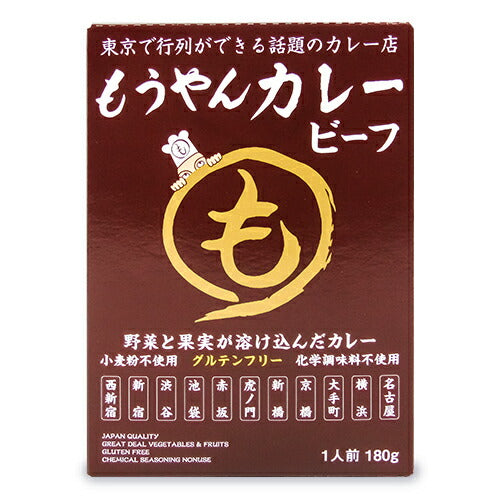 東京で行列ができる話題のカレー店
もうやんカレー
ビーフ
も
も
野菜と果実が溶け込んだカレー
小麦粉不使用 グルテンフリー 化学調味料不使用
西新宿 新宿 渋谷 池袋 赤坂 虎ノ門 新橋 京橋 大手町 横浜 名古屋
JAPAN QUALITY
GREAT DEAL VEGETABLES & FRUITS
GLUTEN FREE
CHEMICAL SEASONING NONUSE
1人前 180g